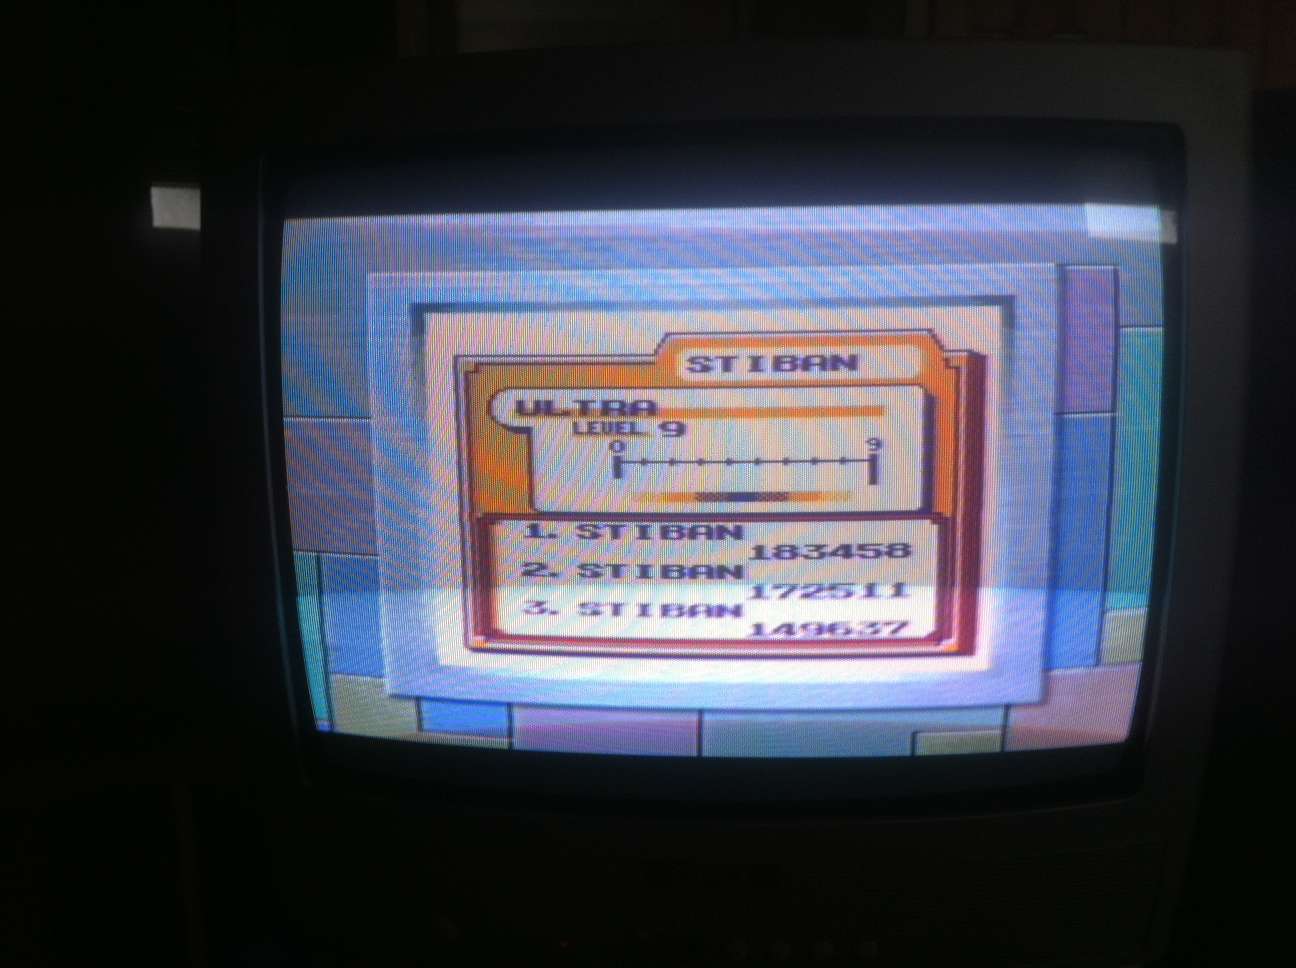 STIBAN
ULTRA
LEVEL 9
0 9
1. STIBAN
183458
2. STIBAN
172511
3. STIBAN
149637